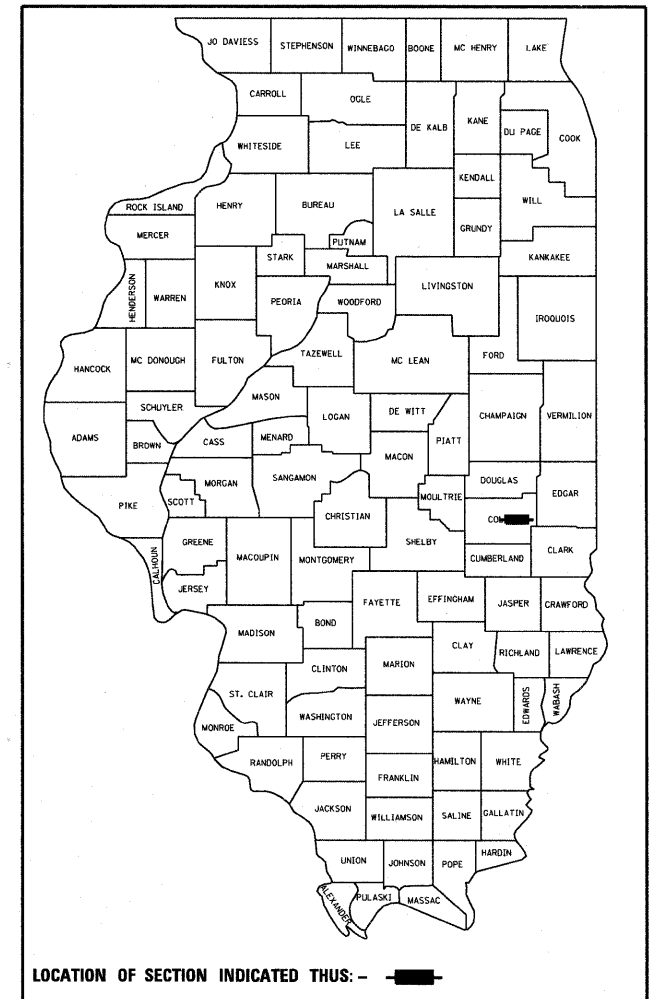 JO DAVIESS STEPHENSON WINNEBAGO BOONE MC HENRY LAKE
CARROLL OGLE
DE KALB KANE DU PAGE COOK
WHITESIDE LEE
KENDALL
ROCK ISLAND HENRY BUREAU LA SALLE WILL
MERCER PUTNAM GRUNDY
STARK MARSHALL KANKAKEE
HENDERSON WARREN KNOX PEORIA WOODFORD LIVINGSTON
IROQUOIS
HANCOCK MC DONOUGH FULTON TAZEWELL MC LEAN FORD
MASON
SCHUYLER LOGAN DE WITT CHAMPAIGN VERMILION
ADAMS BROWN CASS MENARD PIATT
MACON
MORGAN SANGAMON DOUGLAS
PIKE SCOTT MOULTRIE EDGAR
CHRISTIAN
GREENE MACOUPIN MONTGOMERY SHELBY
CALHOUN CUMBERLAND CLARK
JERSEY FAYETTE EFFINGHAM JASPER CRAWFORD
MADISON BOND
CLAY RICHLAND LAWRENCE
CLINTON MARION
ST. CLAIR WAYNE EDWARDS WABASH
MONROE WASHINGTON JEFFERSON
RANDOLPH PERRY HAMILTON WHITE
FRANKLIN
JACKSON WILLIAMSON SALINE GALLATIN
UNION JOHNSON POPE HARDIN
ALEXANDER PULASKI MASSAC
LOCATION OF SECTION INDICATED THUS: -